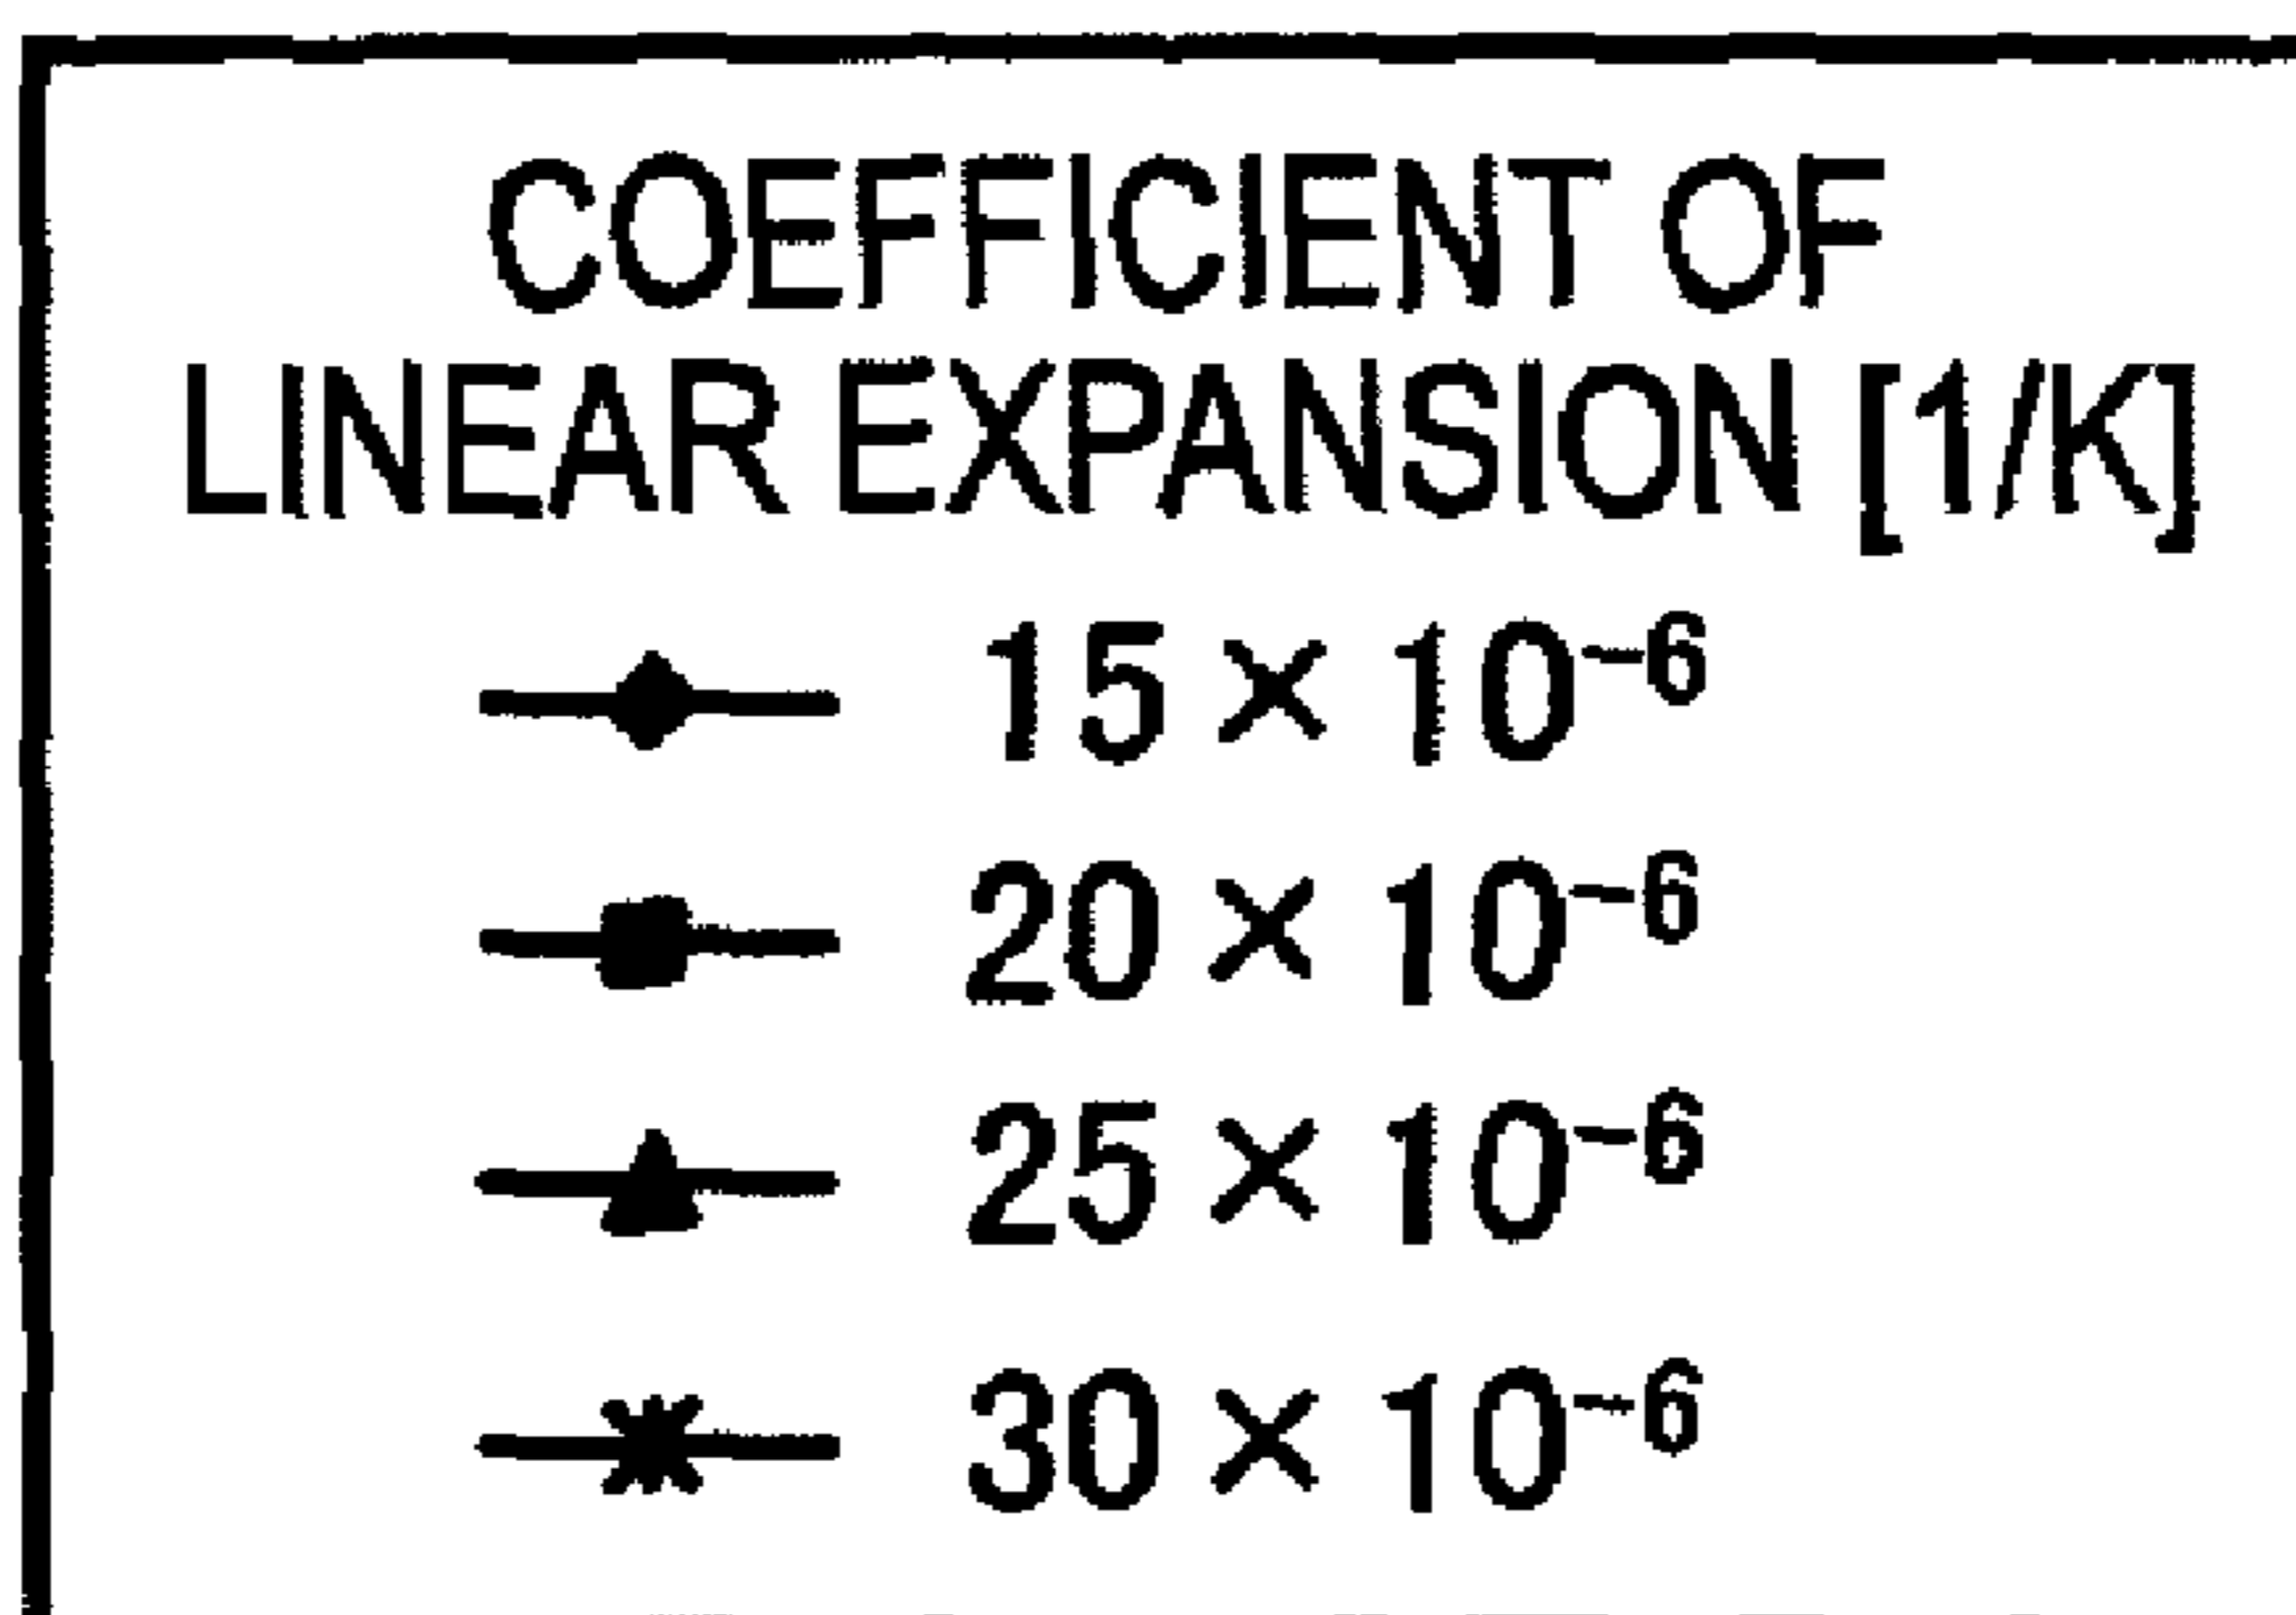 COEFFICIENT OF
LINEAR EXPANSION [1/K]
15 × 10⁻⁶
20 × 10⁻⁶
25 × 10⁻⁶
30 × 10⁻⁶